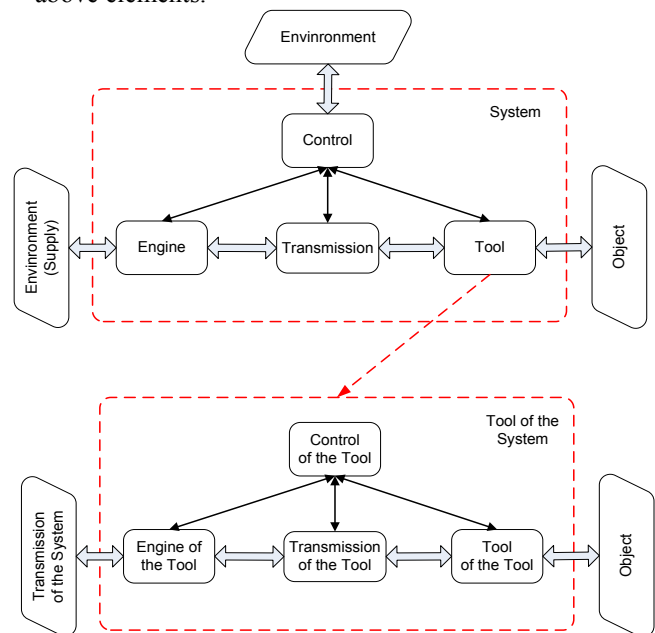 above elements.
Envinronment
System
Control
Envinronment
(Supply)
Engine
Transmission
Tool
Object
Tool of the
System
Control
of the Tool
Transmission
of the System
Engine of
the Tool
Transmission
of the Tool
Tool
of the Tool
Object